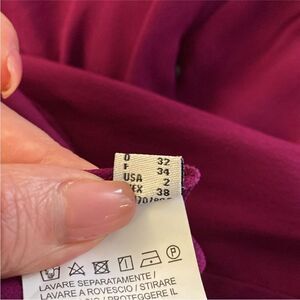 D 32
F 34
USA 2
MEX 38
P
LAVARE SEPARATAMENTE/
LAVARE A ROVESCIO/STIRARE